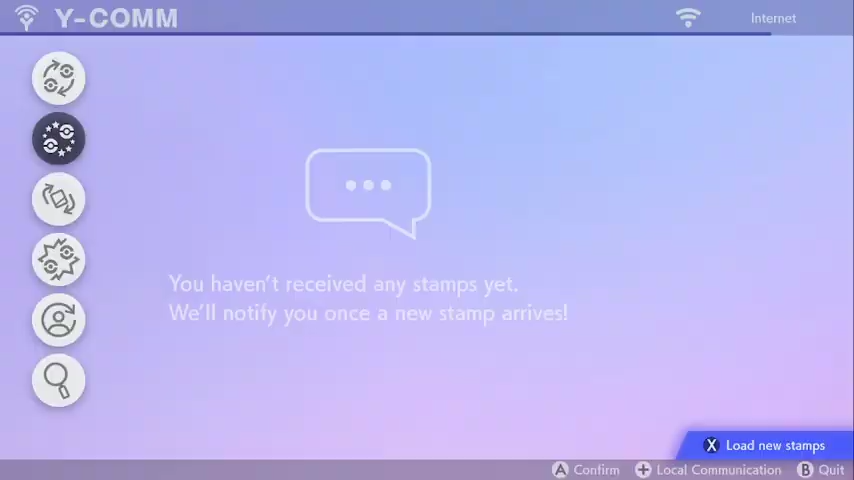 Y-COMM
Internet
You haven't received any stamps yet.
We'll notify you once a new stamp arrives!
X Load new stamps
A Confirm + Local Communication B Quit